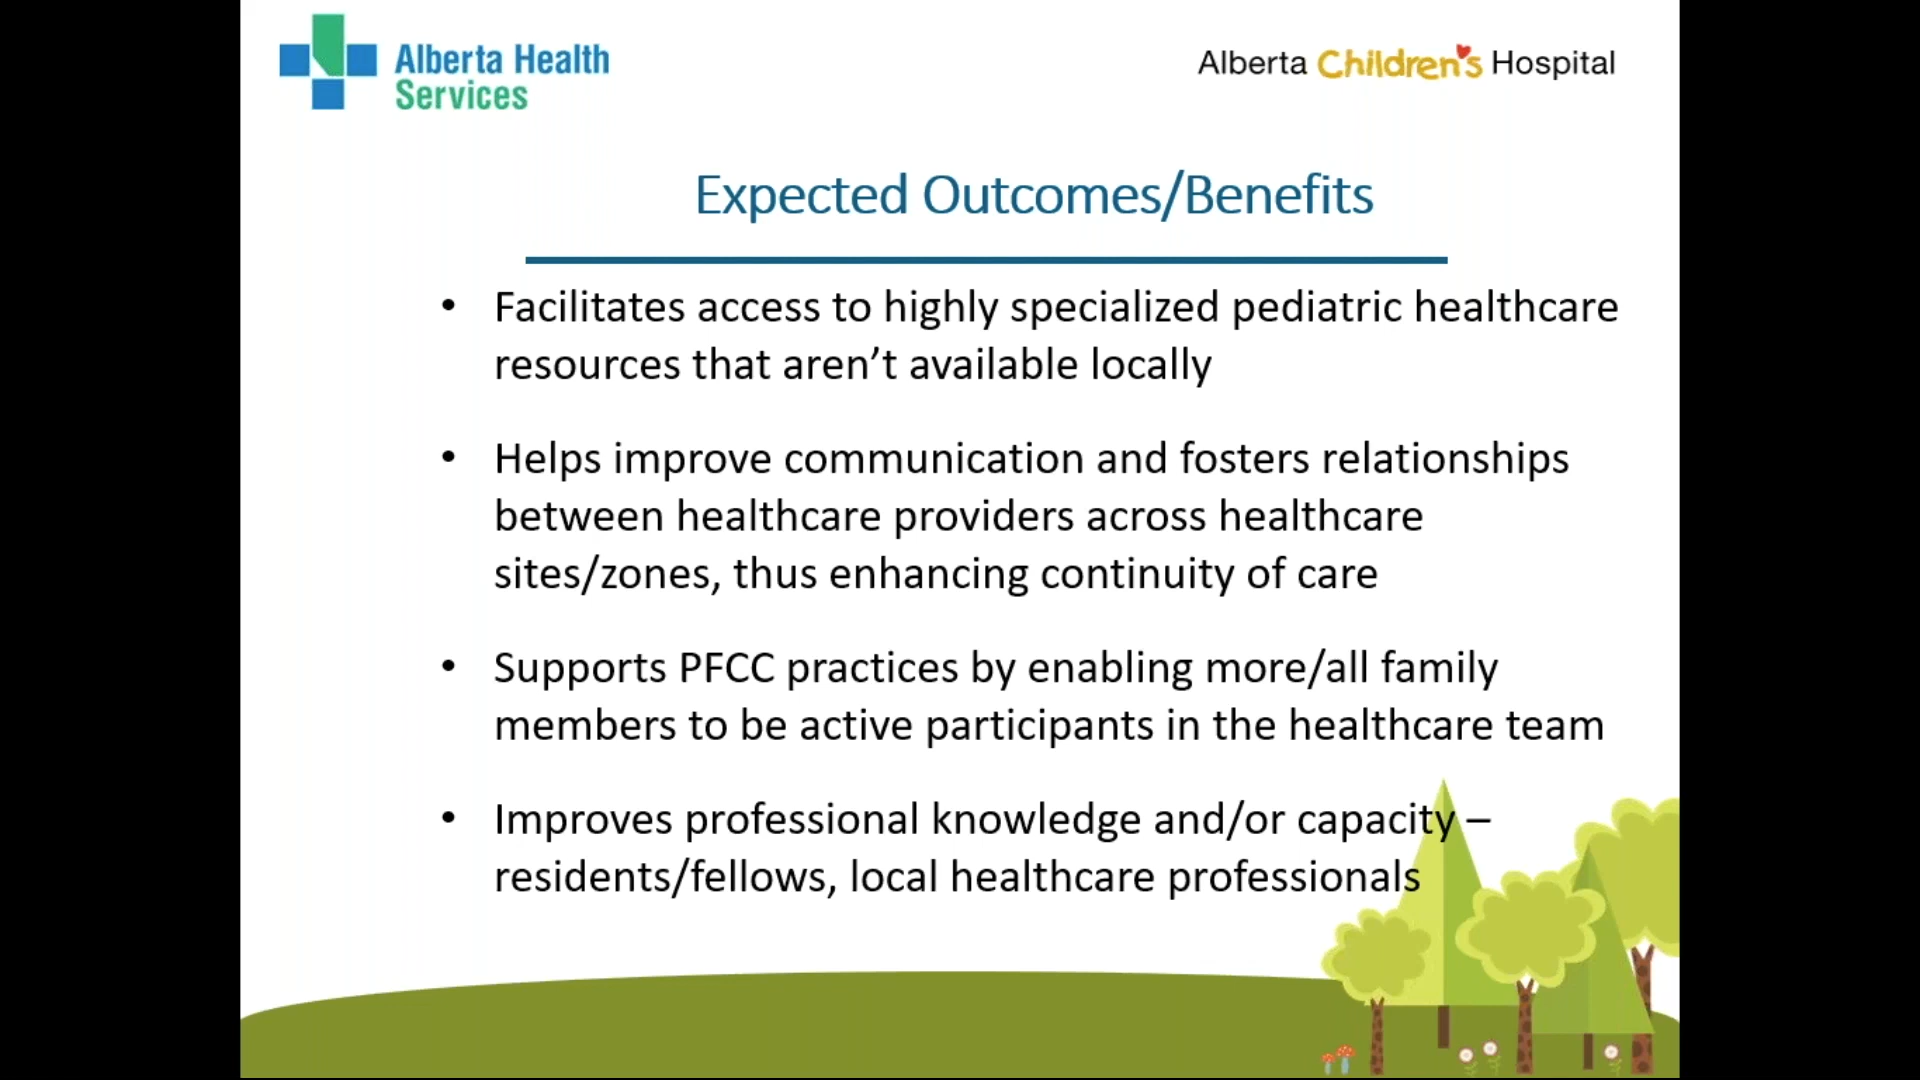 Alberta Health
Services
Alberta Children's Hospital
Expected Outcomes/Benefits
• Facilitates access to highly specialized pediatric healthcare
resources that aren’t available locally
• Helps improve communication and fosters relationships
between healthcare providers across healthcare
sites/zones, thus enhancing continuity of care
• Supports PFCC practices by enabling more/all family
members to be active participants in the healthcare team
• Improves professional knowledge and/or capacity –
residents/fellows, local healthcare professionals